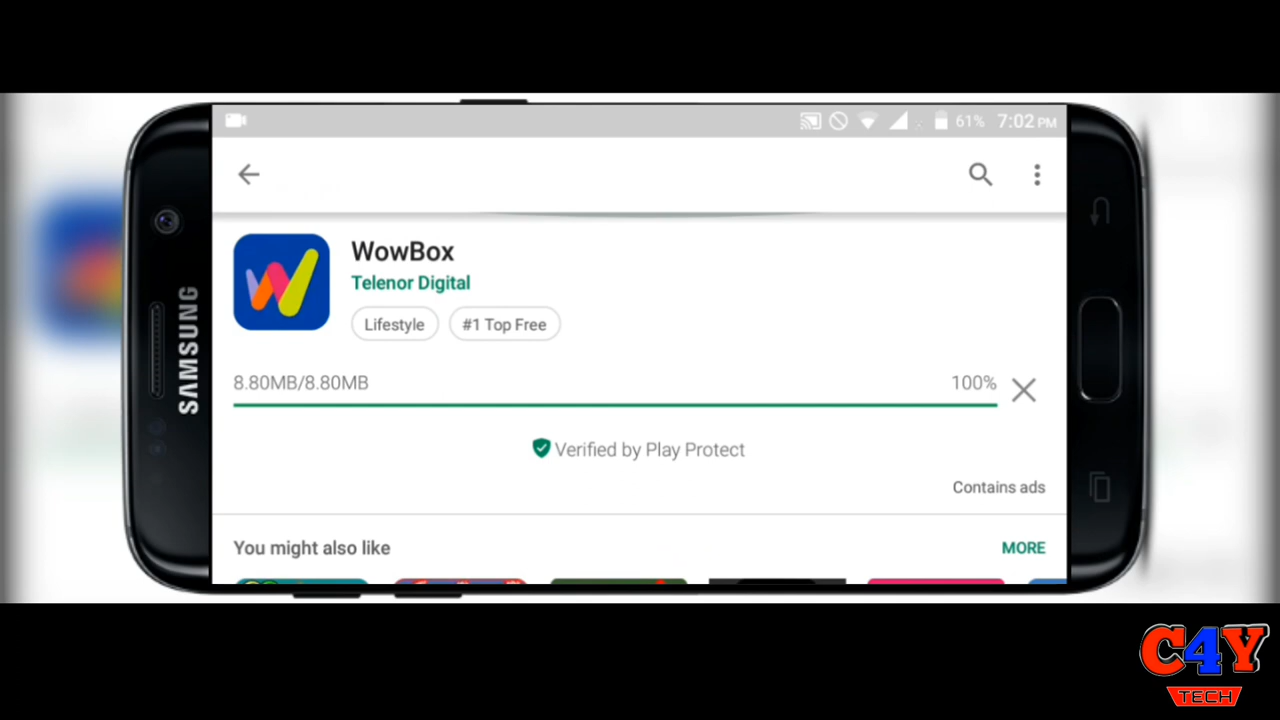 61% 7:02 PM
SAMSUNG
WowBox
Telenor Digital
Lifestyle #1 Top Free
8.80MB/8.80MB 100%
Verified by Play Protect
Contains ads
You might also like MORE
C4Y
TECH